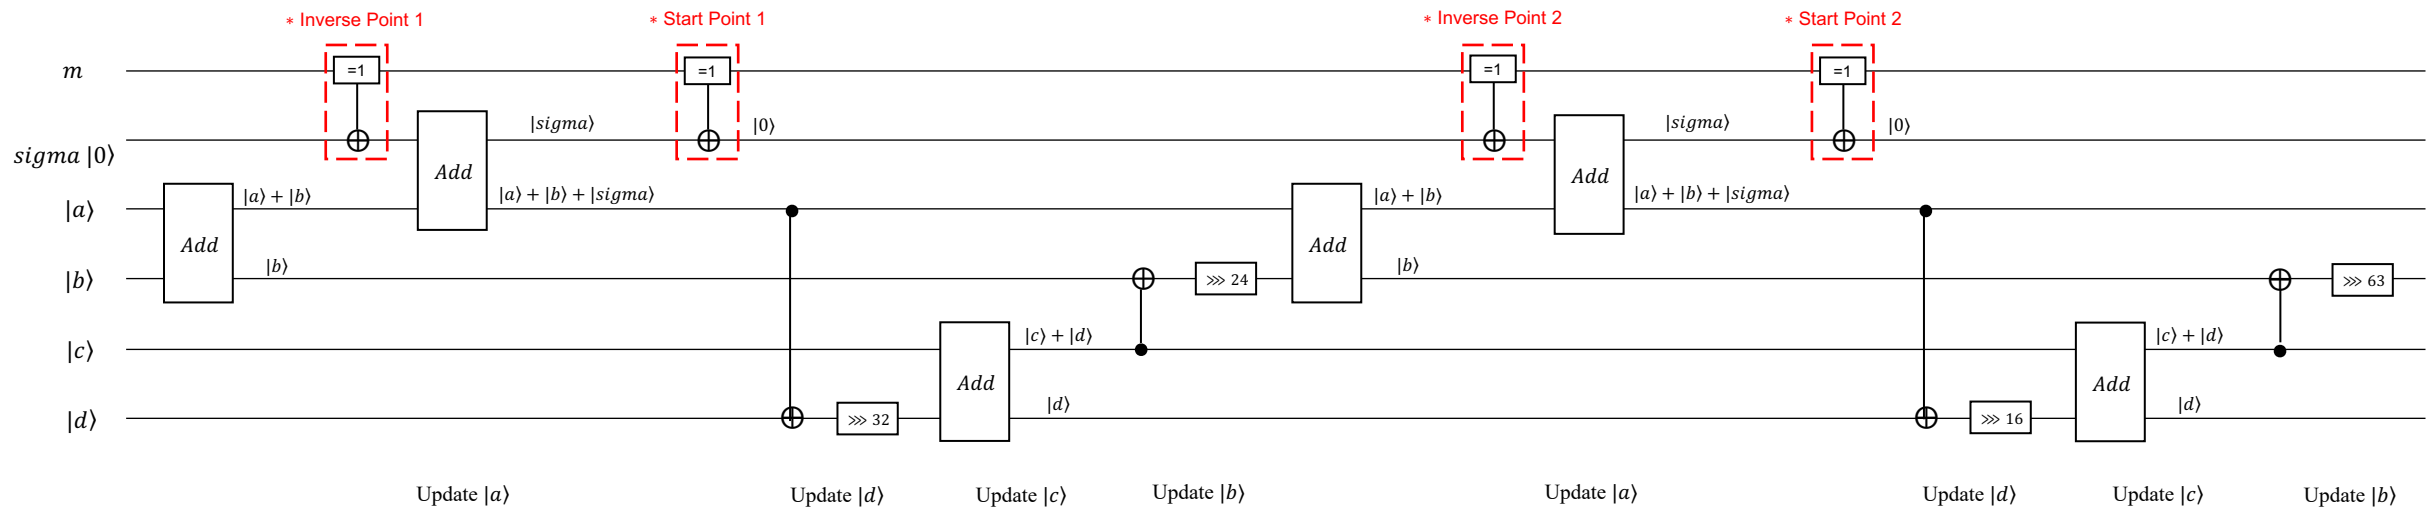 * Inverse Point 1
* Start Point 1
* Inverse Point 2
* Start Point 2
m
=1
=1
=1
=1
sigma |0⟩
Add
|sigma⟩
|0⟩
Add
|sigma⟩
|0⟩
|a⟩
|a⟩ + |b⟩
|a⟩ + |b⟩ + |sigma⟩
|a⟩ + |b⟩
|a⟩ + |b⟩ + |sigma⟩
Add
Add
|b⟩
|b⟩
⋙ 24
|b⟩
⋙ 63
|c⟩
|c⟩ + |d⟩
|c⟩ + |d⟩
Add
Add
|d⟩
⋙ 32
|d⟩
⋙ 16
|d⟩
Update |a⟩
Update |d⟩
Update |c⟩
Update |b⟩
Update |a⟩
Update |d⟩
Update |c⟩
Update |b⟩